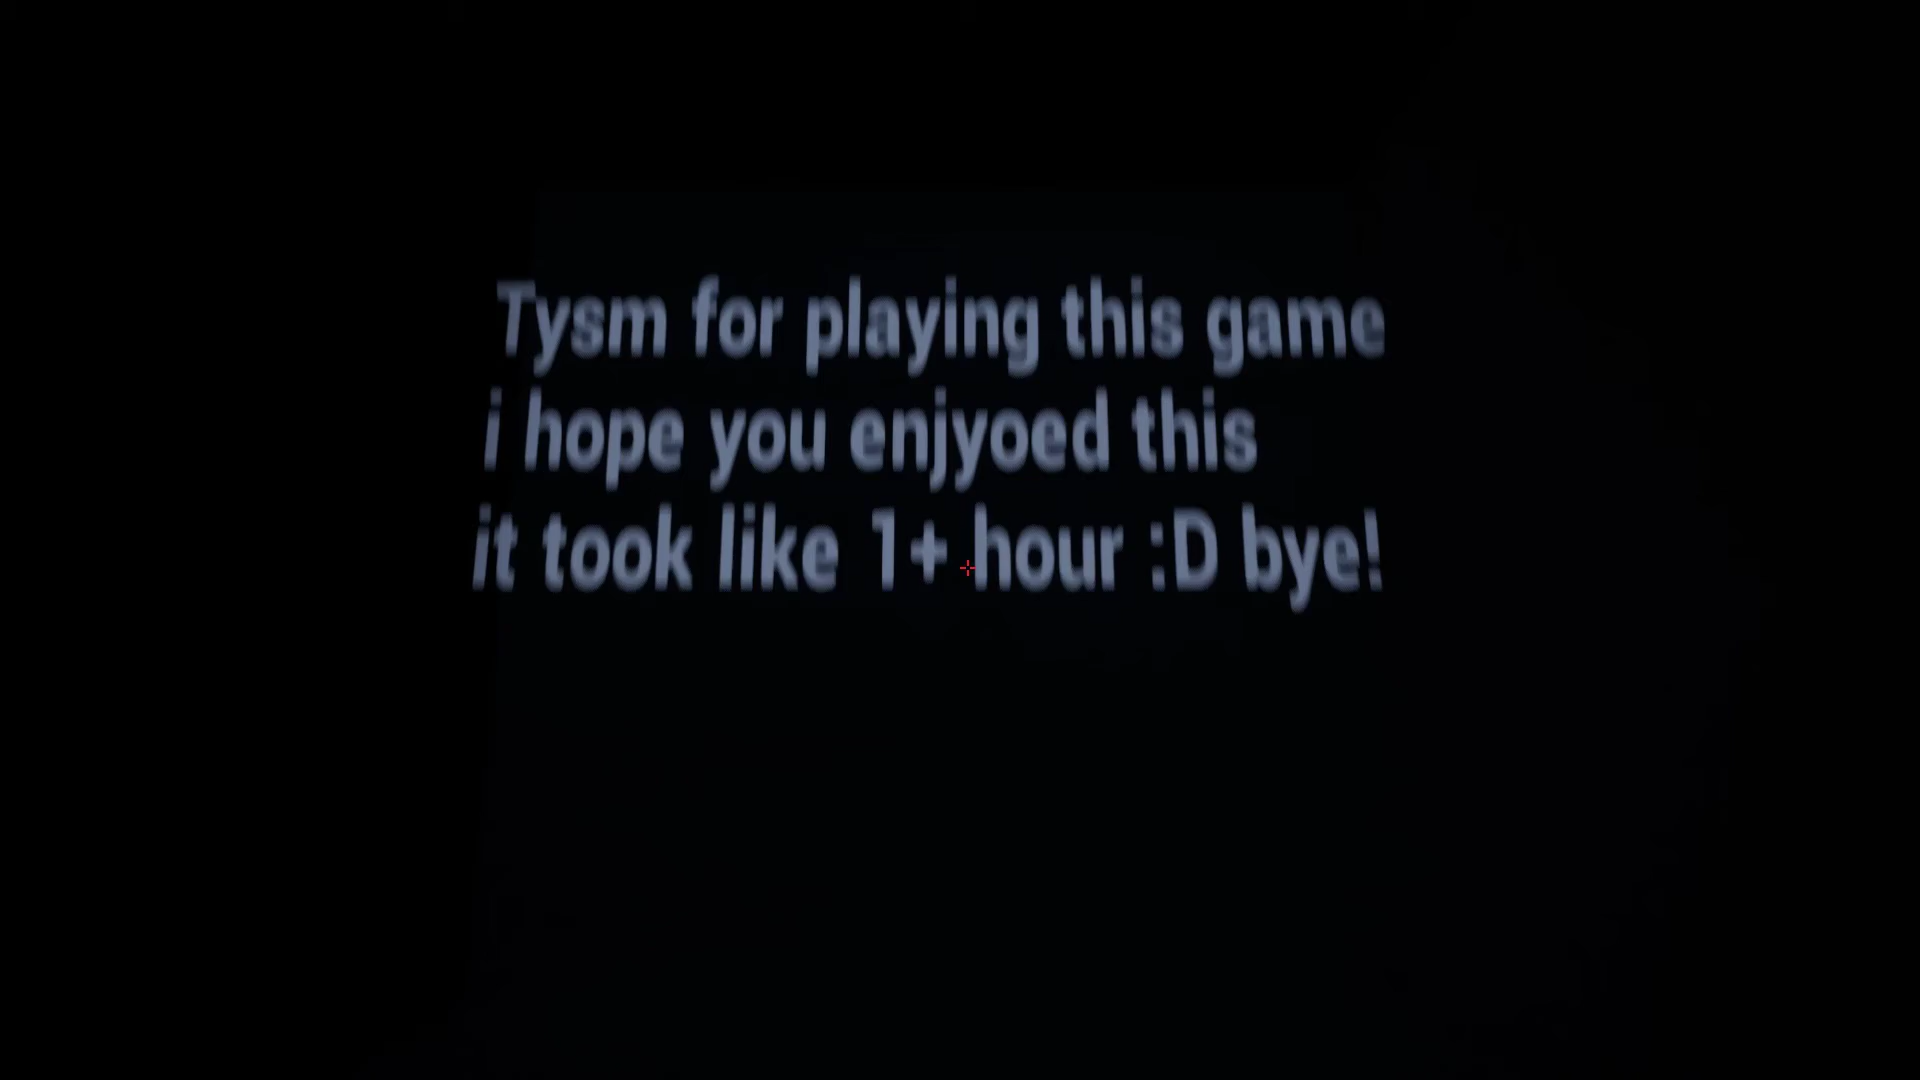 Tysm for playing this game
i hope you enjyoed this
it took like 1+ hour :D bye!